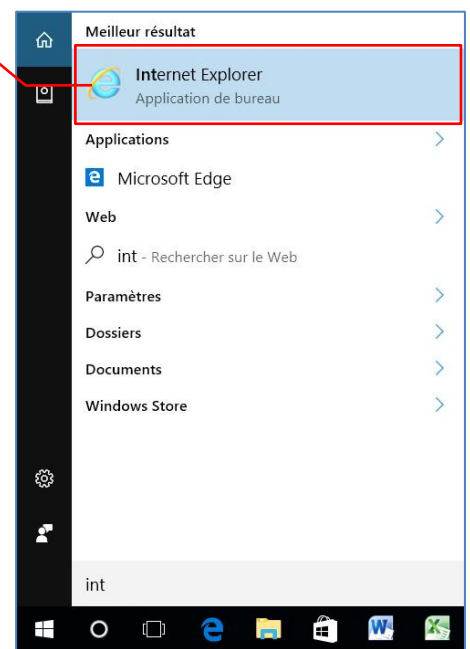 Meilleur résultat
Internet Explorer
Application de bureau
Applications
Microsoft Edge
Web
int - Rechercher sur le Web
Paramètres
Dossiers
Documents
Windows Store
int